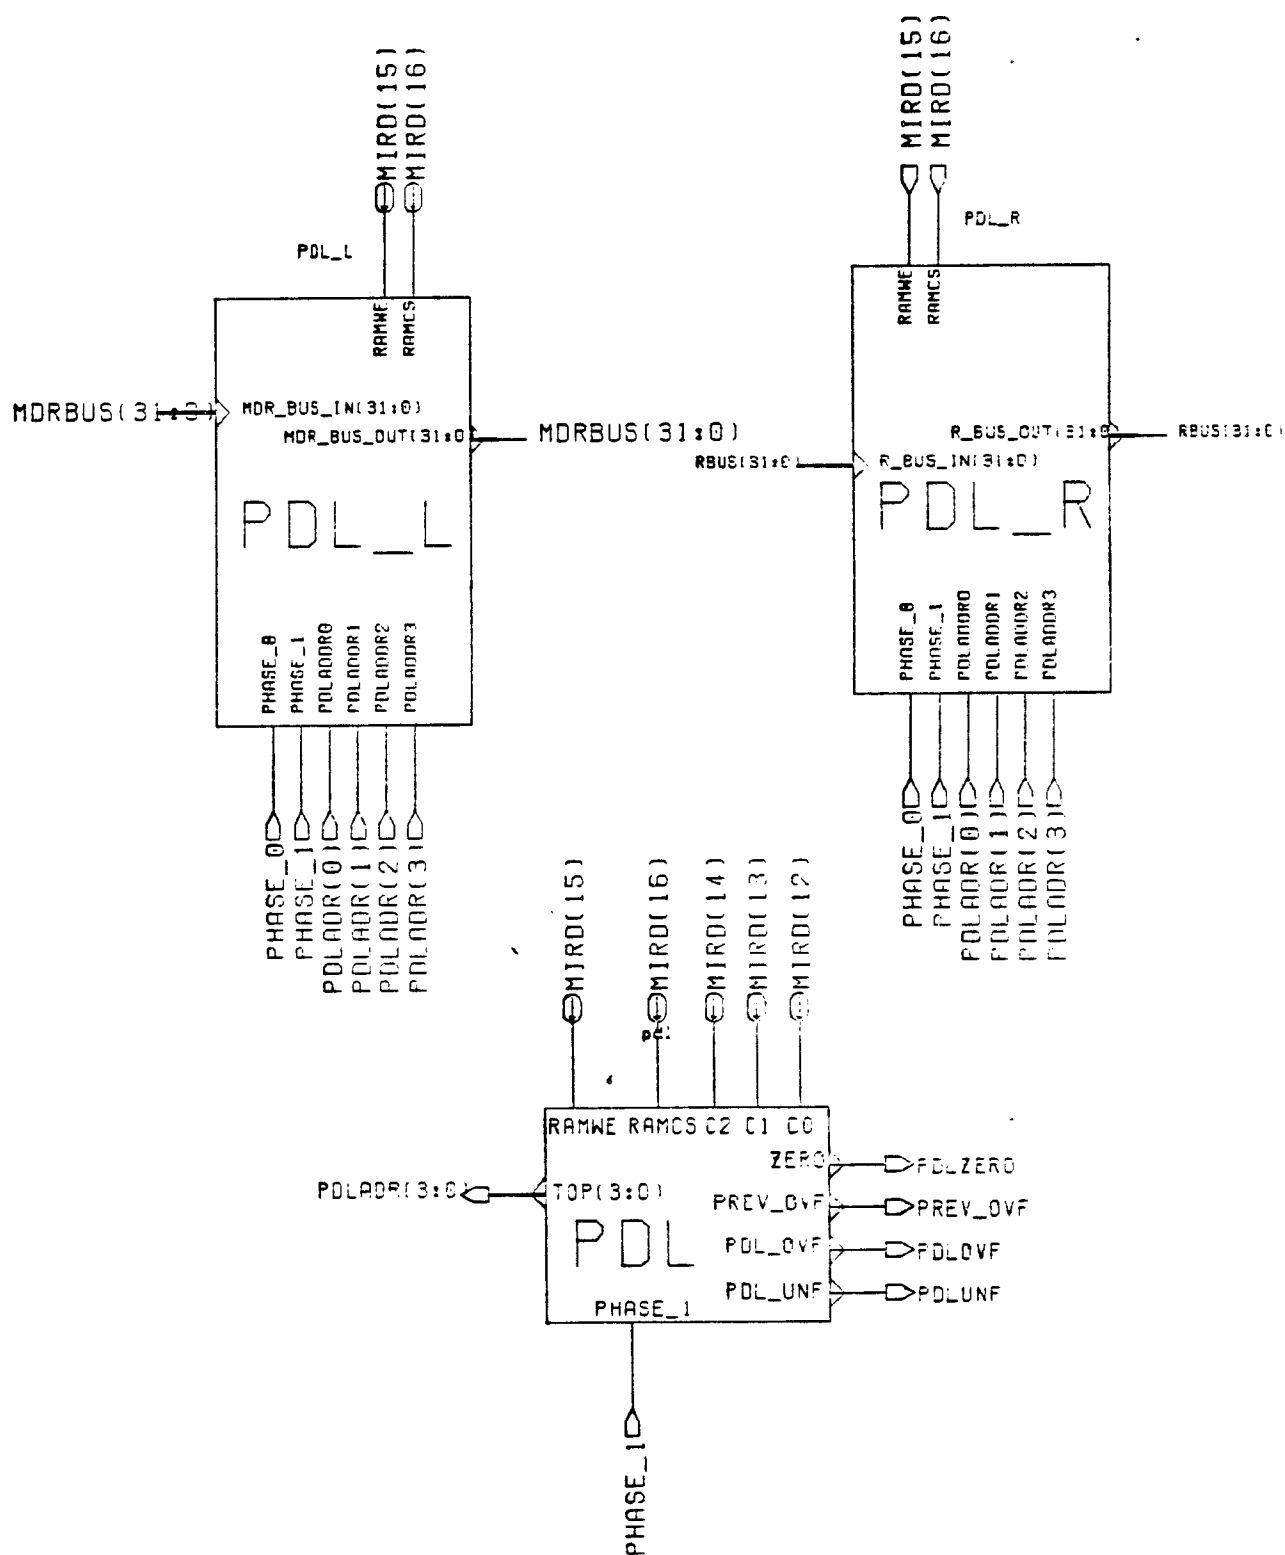 MIRD(15)
MIRD(16)
PDL_L
RAMWE
RAMCS
MDRBUS(31:0)
MDR_BUS_IN(31:0)
MDR_BUS_OUT(31:0
MDRBUS(31:0)
PDL_L
PHASE_0
PHASE_1
PDLADDR0
PDLADDR1
PDLADDR2
PDLADDR3
PHASE_0
PHASE_1
PDLADR(0)
PDLADR(1)
PDLADR(2)
PDLADR(3)
MIRD(15)
MIRD(16)
PDL_R
RAMWE
RAMCS
R_BUS_OUT(31:0
RBUS(31:0)
RBUS(31:0)
R_BUS_IN(31:0)
PDL_R
PHASE_0
PHASE_1
PDLADDR0
PDLADDR1
PDLADDR2
PDLADDR3
PHASE_0
PHASE_1
PDLADR(0)
PDLADR(1)
PDLADR(2)
PDLADR(3)
MIRD(15)
MIRD(16)
MIRD(14)
MIRD(13)
MIRD(12)
pdl
RAMWE RAMCS C2 C1 C0
ZERO
PDLZERO
PDLADR(3:0)
TOP(3:0)
PREV_OVF
PREV_OVF
PDL
PDL_OVF
PDLOVF
PDL_UNF
PDLUNF
PHASE_1
PHASE_1